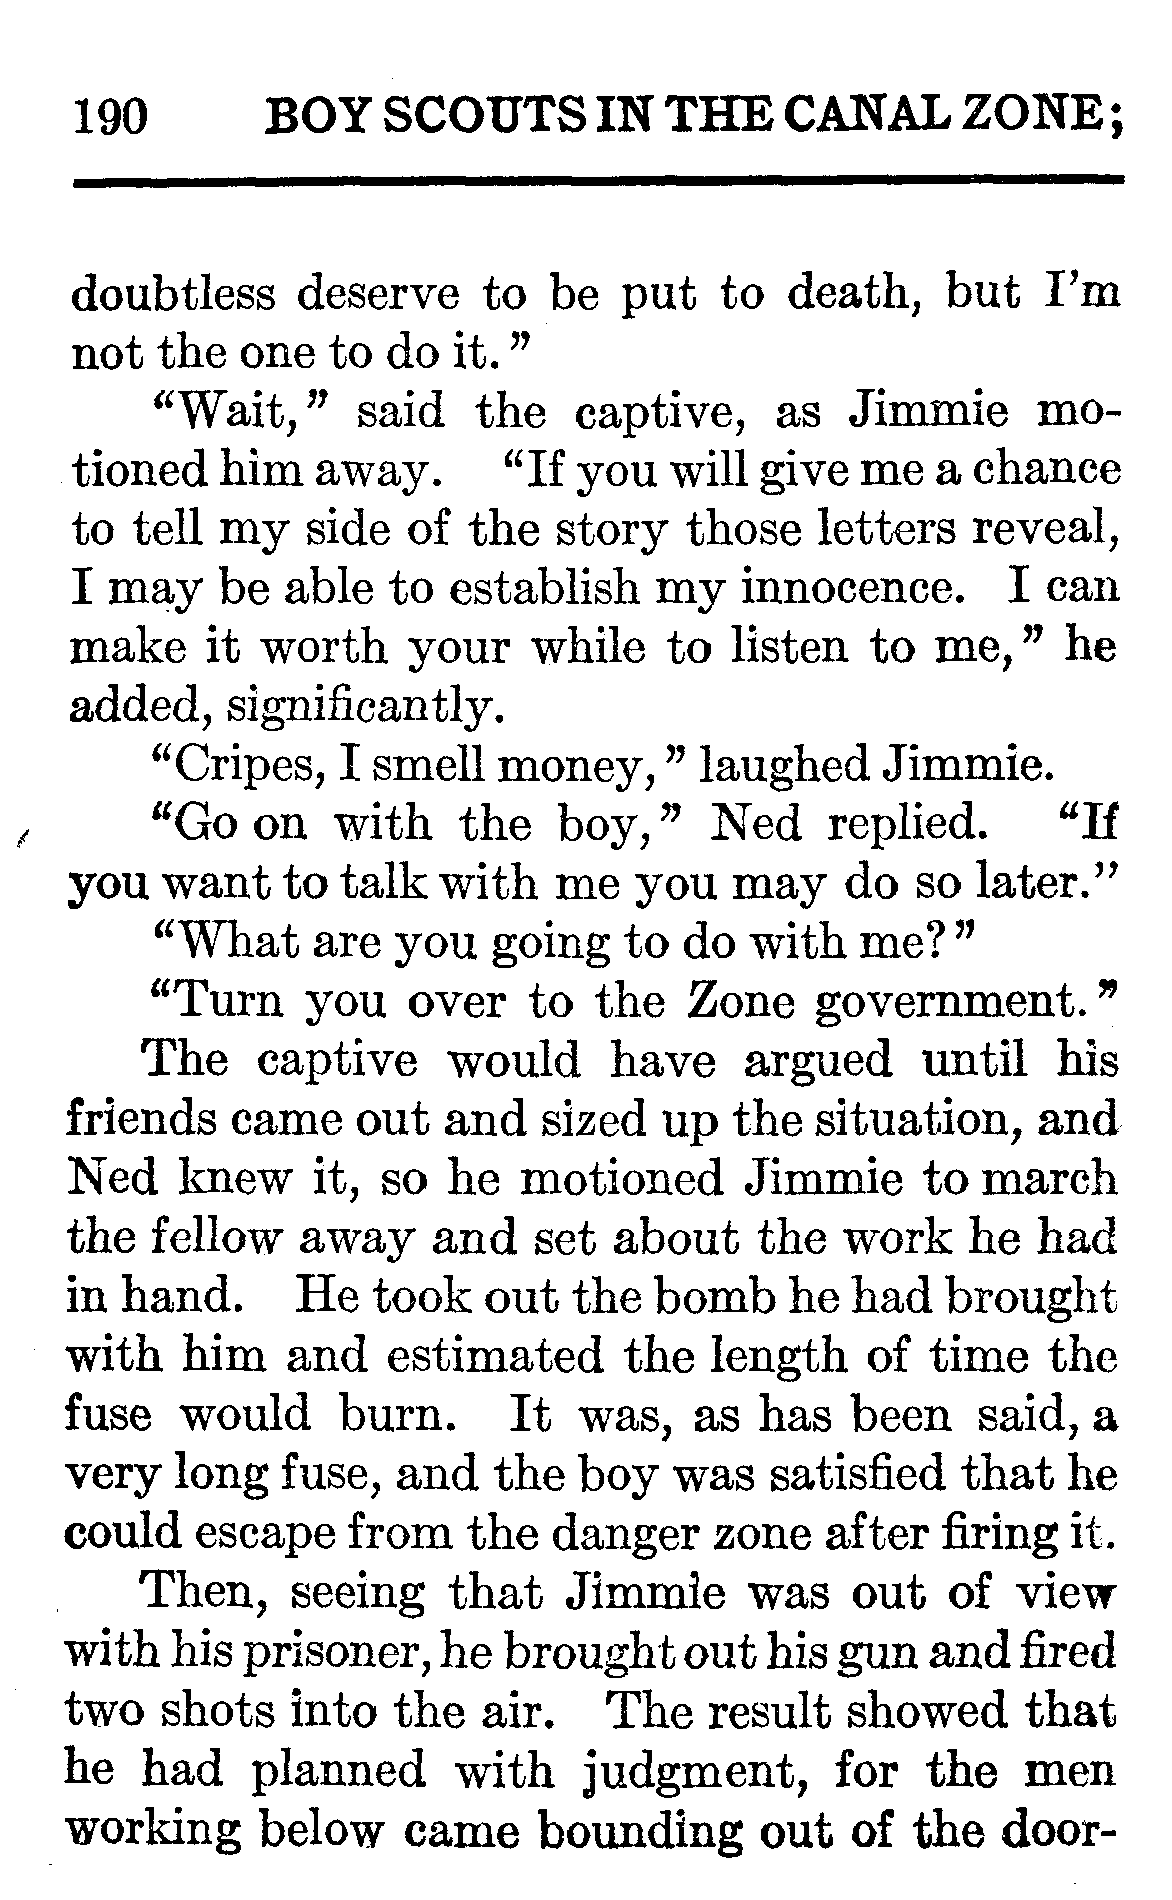 190 BOY SCOUTS IN THE CANAL ZONE;
doubtless deserve to be put to death, but I'm
not the one to do it."
"Wait," said the captive, as Jimmie mo-
tioned him away. "If you will give me a chance
to tell my side of the story those letters reveal,
I may be able to establish my innocence. I can
make it worth your while to listen to me," he
added, significantly.
"Cripes, I smell money," laughed Jimmie.
"Go on with the boy," Ned replied. "If
you want to talk with me you may do so later."
"What are you going to do with me?"
"Turn you over to the Zone government."
The captive would have argued until his
friends came out and sized up the situation, and
Ned knew it, so he motioned Jimmie to march
the fellow away and set about the work he had
in hand. He took out the bomb he had brought
with him and estimated the length of time the
fuse would burn. It was, as has been said, a
very long fuse, and the boy was satisfied that he
could escape from the danger zone after firing it.
Then, seeing that Jimmie was out of view
with his prisoner, he brought out his gun and fired
two shots into the air. The result showed that
he had planned with judgment, for the men
working below came bounding out of the door-